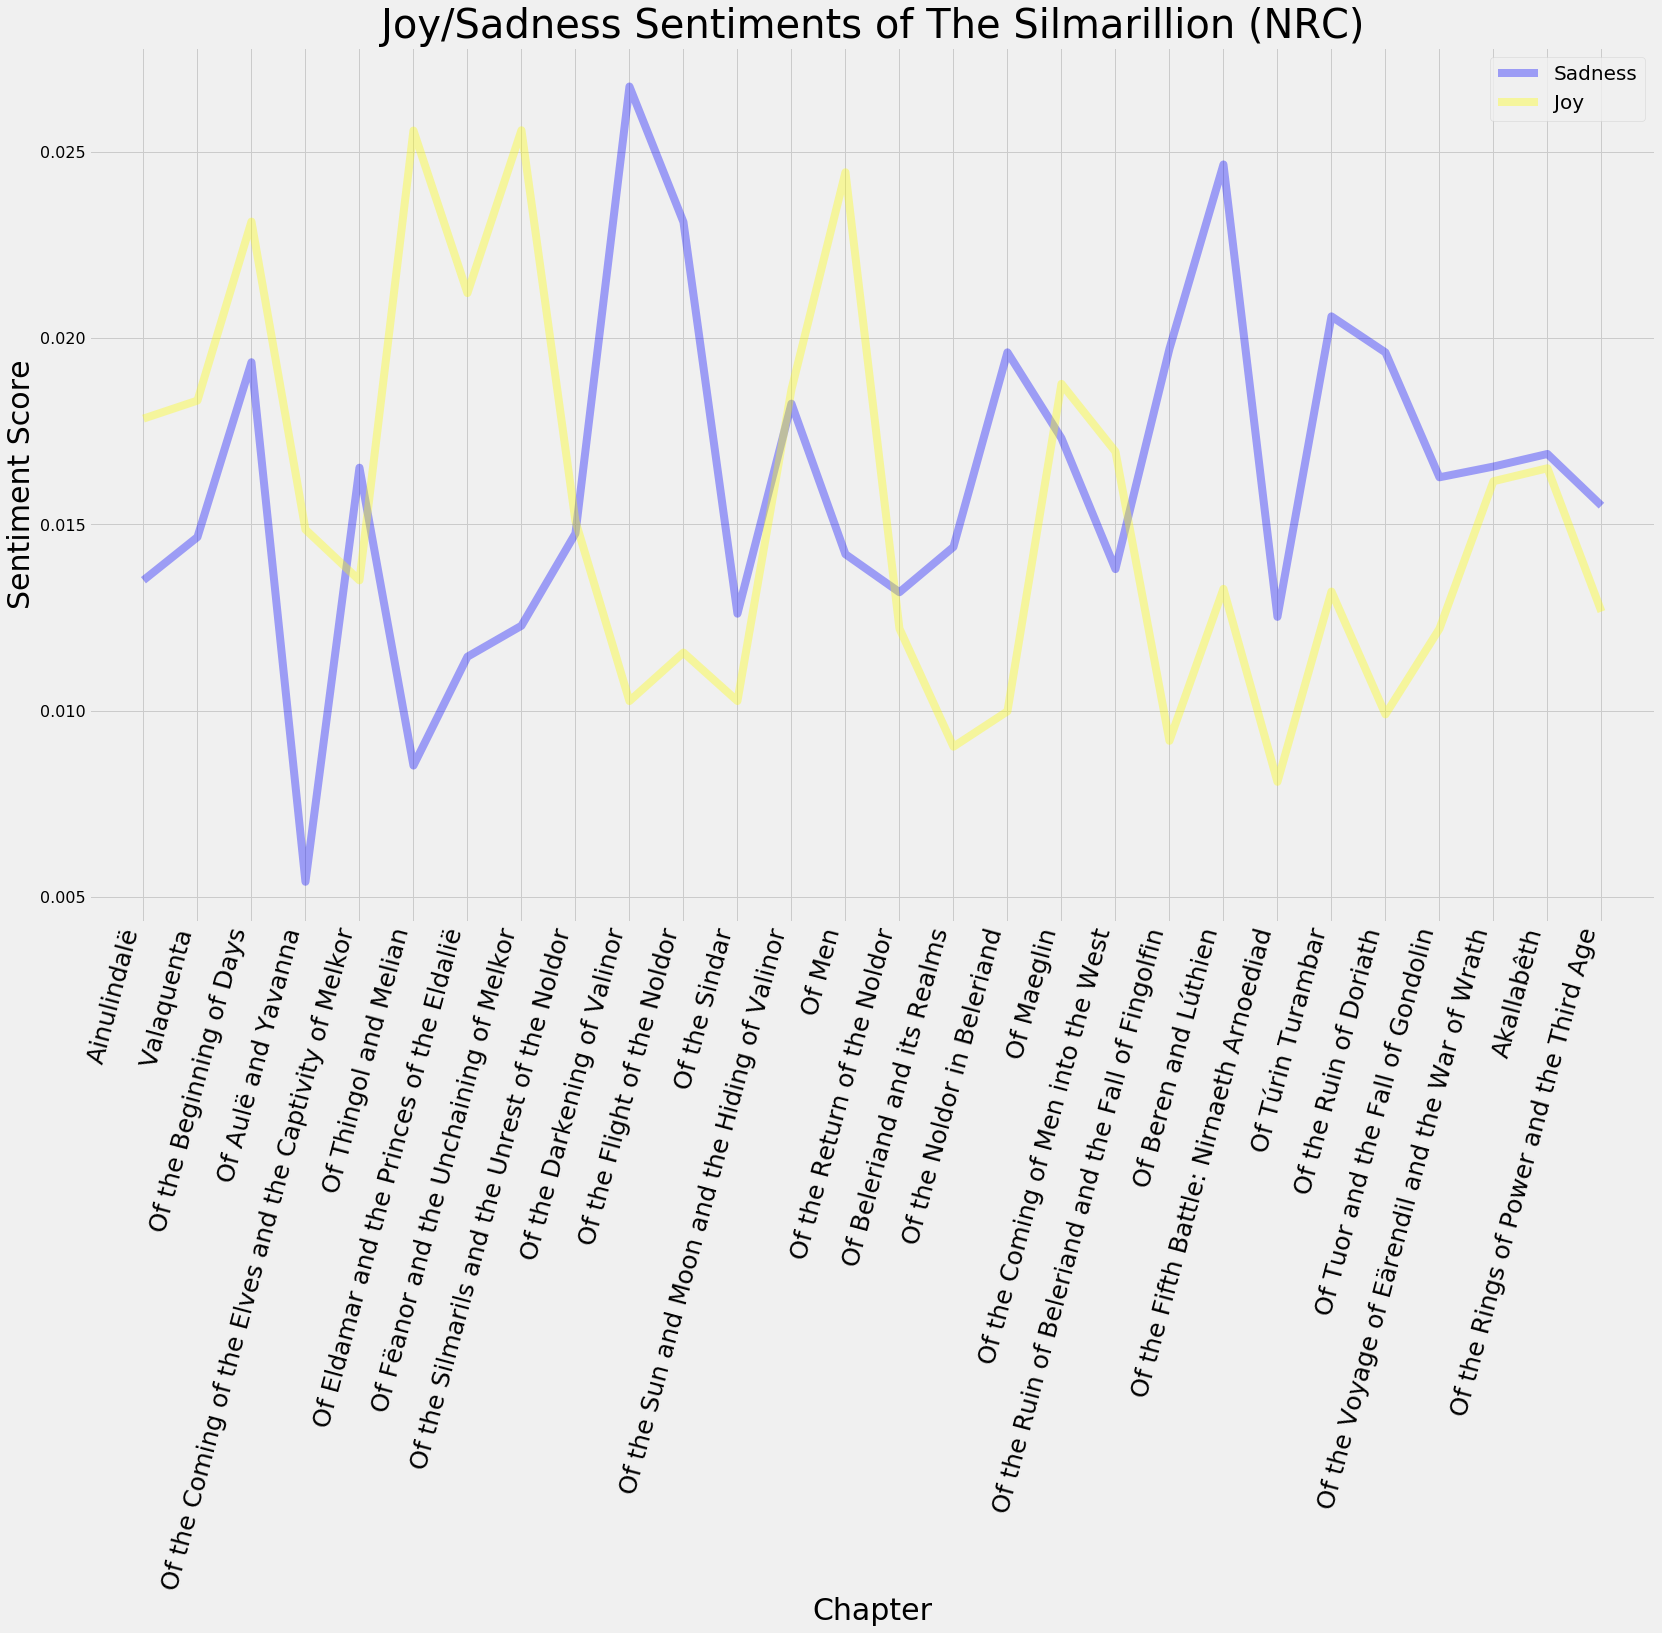 Joy/Sadness Sentiments of The Silmarillion (NRC)
Sadness
Joy
0.025
0.020
0.015
0.010
0.005
Sentiment Score
Ainulindalë
Valaquenta
Of the Beginning of Days
Of Aulë and Yavanna
Of the Coming of the Elves and the Captivity of Melkor
Of Thingol and Melian
Of Eldamar and the Princes of the Eldalië
Of Fëanor and the Unchaining of Melkor
Of the Silmarils and the Unrest of the Noldor
Of the Darkening of Valinor
Of the Flight of the Noldor
Of the Sindar
Of the Sun and Moon and the Hiding of Valinor
Of Men
Of the Return of the Noldor
Of Beleriand and its Realms
Of the Noldor in Beleriand
Of Maeglin
Of the Coming of Men into the West
Of the Ruin of Beleriand and the Fall of Fingolfin
Of Beren and Lúthien
Of the Fifth Battle: Nirnaeth Arnoediad
Of Túrin Turambar
Of the Ruin of Doriath
Of Tuor and the Fall of Gondolin
Of the Voyage of Eärendil and the War of Wrath
Akallabêth
Of the Rings of Power and the Third Age
Chapter